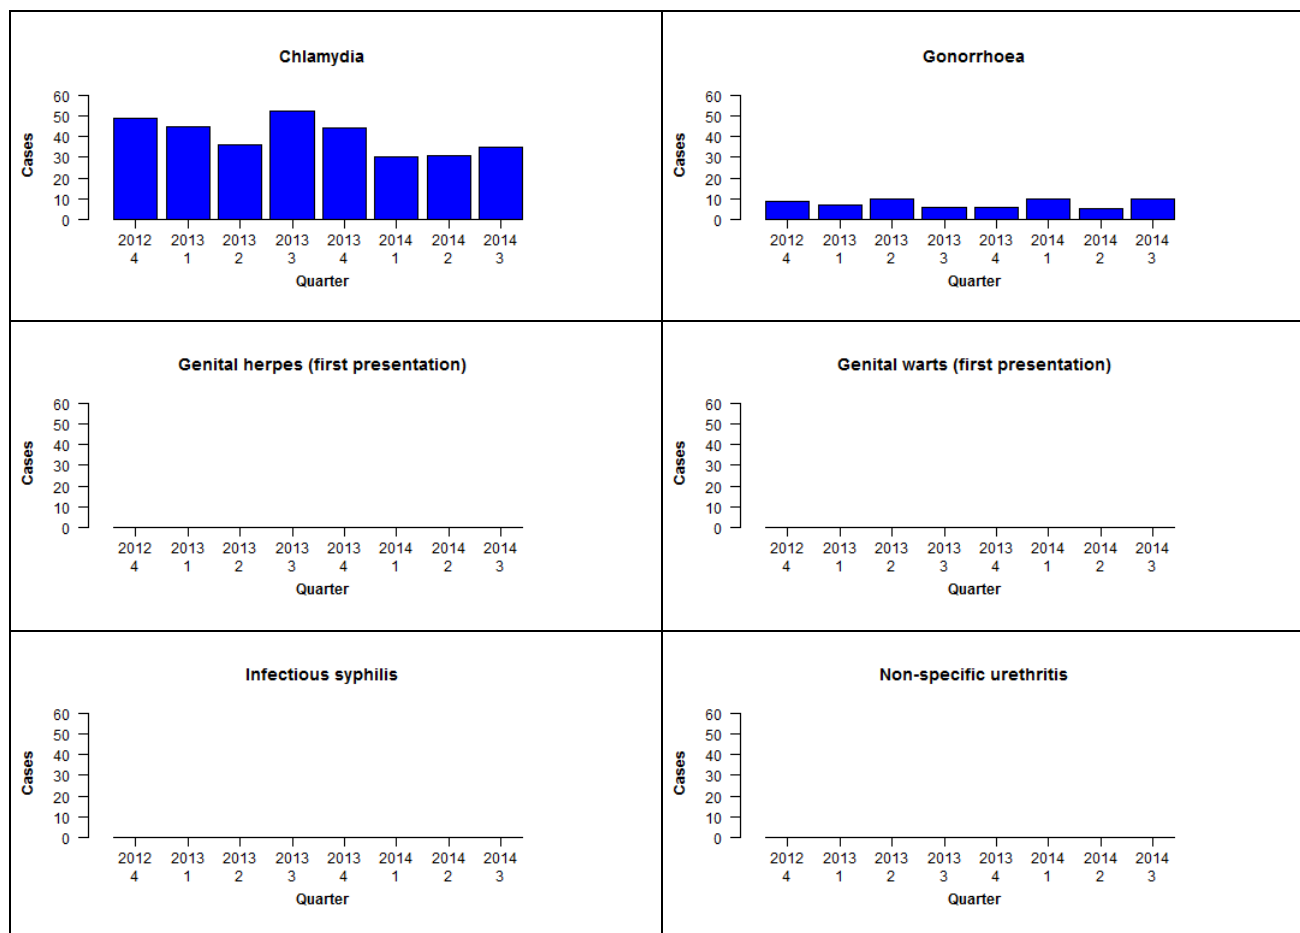 Chlamydia
60
50
40
30
20
10
0
Cases
2012 2013 2013 2013 2013 2014 2014 2014
4 1 2 3 4 1 2 3
Quarter
Gonorrhoea
60
50
40
30
20
10
0
Cases
2012 2013 2013 2013 2013 2014 2014 2014
4 1 2 3 4 1 2 3
Quarter
Genital herpes (first presentation)
60
50
40
30
20
10
0
Cases
2012 2013 2013 2013 2013 2014 2014 2014
4 1 2 3 4 1 2 3
Quarter
Genital warts (first presentation)
60
50
40
30
20
10
0
Cases
2012 2013 2013 2013 2013 2014 2014 2014
4 1 2 3 4 1 2 3
Quarter
Infectious syphilis
60
50
40
30
20
10
0
Cases
2012 2013 2013 2013 2013 2014 2014 2014
4 1 2 3 4 1 2 3
Quarter
Non-specific urethritis
60
50
40
30
20
10
0
Cases
2012 2013 2013 2013 2013 2014 2014 2014
4 1 2 3 4 1 2 3
Quarter